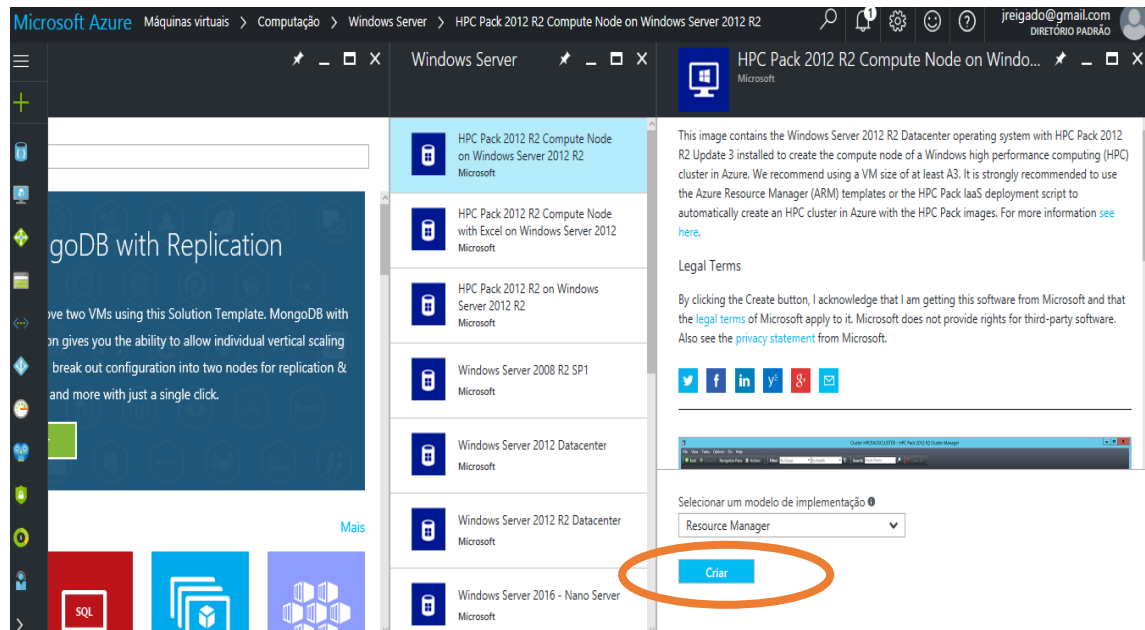 Microsoft Azure Máquinas virtuais > Computação > Windows Server > HPC Pack 2012 R2 Compute Node on Windows Server 2012 R2
1
jreigado@gmail.com
DIRETÓRIO PADRÃO
goDB with Replication
ove two VMs using this Solution Template. MongoDB with
on gives you the ability to allow individual vertical scaling
break out configuration into two nodes for replication &
and more with just a single click.
Mais
SQL
Windows Server
HPC Pack 2012 R2 Compute Node
on Windows Server 2012 R2
Microsoft
HPC Pack 2012 R2 Compute Node
with Excel on Windows Server 2012
Microsoft
HPC Pack 2012 R2 on Windows
Server 2012 R2
Microsoft
Windows Server 2008 R2 SP1
Microsoft
Windows Server 2012 Datacenter
Microsoft
Windows Server 2012 R2 Datacenter
Microsoft
Windows Server 2016 - Nano Server
Microsoft
HPC Pack 2012 R2 Compute Node on Windo...
Microsoft
This image contains the Windows Server 2012 R2 Datacenter operating system with HPC Pack 2012
R2 Update 3 installed to create the compute node of a Windows high performance computing (HPC)
cluster in Azure. We recommend using a VM size of at least A3. It is strongly recommended to use
the Azure Resource Manager (ARM) templates or the HPC Pack IaaS deployment script to
automatically create an HPC cluster in Azure with the HPC Pack images. For more information see
here.
Legal Terms
By clicking the Create button, I acknowledge that I am getting this software from Microsoft and that
the legal terms of Microsoft apply to it. Microsoft does not provide rights for third-party software.
Also see the privacy statement from Microsoft.
Selecionar um modelo de implementação
Resource Manager
Criar